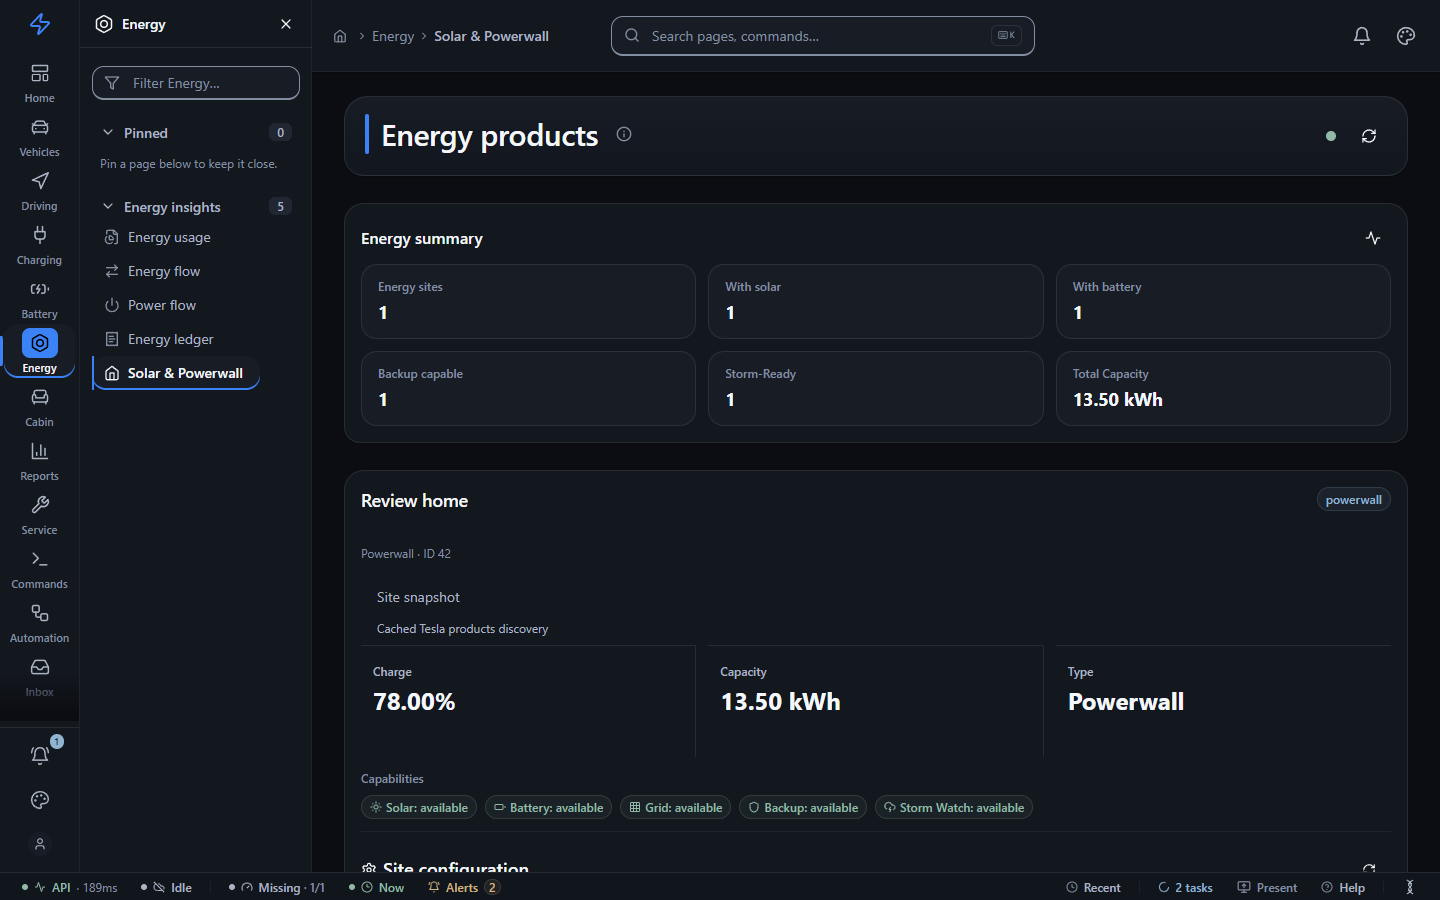 Home
Vehicles
Driving
Charging
Battery
Energy
Cabin
Reports
Service
Commands
Automation
Inbox
1
Energy
Filter Energy...
Pinned 0
Pin a page below to keep it close.
Energy insights 5
Energy usage
Energy flow
Power flow
Energy ledger
Solar & Powerwall
Energy Solar & Powerwall
Search pages, commands... K
Energy products
Energy summary
Energy sites
1
With solar
1
With battery
1
Backup capable
1
Storm-Ready
1
Total Capacity
13.50 kWh
Review home powerwall
Powerwall · ID 42
Site snapshot
Cached Tesla products discovery
Charge
78.00%
Capacity
13.50 kWh
Type
Powerwall
Capabilities
Solar: available Battery: available Grid: available Backup: available Storm Watch: available
Site configuration
API · 189ms Idle Missing · 1/1 Now Alerts 2 Recent 2 tasks Present Help